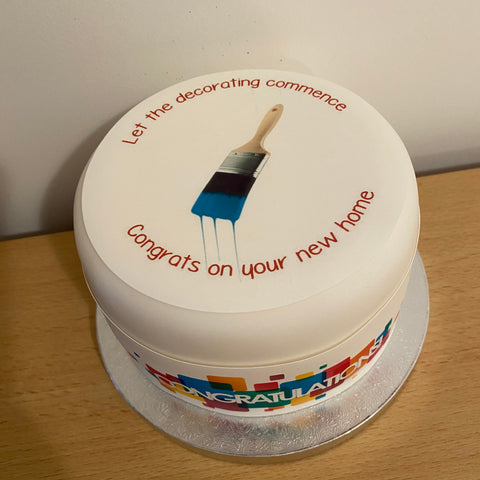 Let the decorating commence
Congrats on your new home
CONGRATULATIONS